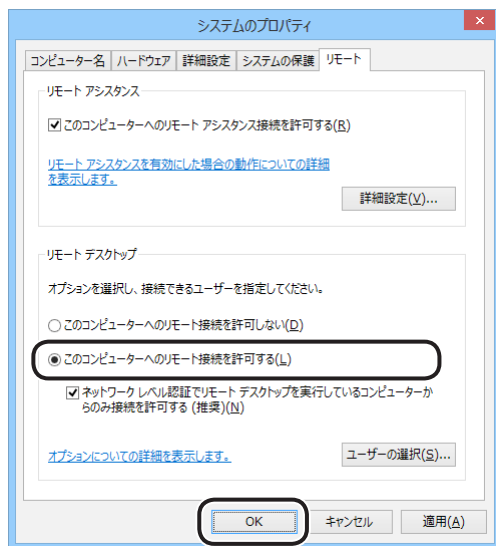 システムのプロパティ
コンピューター名 ハードウェア 詳細設定 システムの保護 リモート
リモート アシスタンス
このコンピューターへのリモート アシスタンス接続を許可する(R)
リモート アシスタンスを有効にした場合の動作についての詳細
を表示します。
詳細設定(V)...
リモート デスクトップ
オプションを選択し、接続できるユーザーを指定してください。
このコンピューターへのリモート接続を許可しない(D)
このコンピューターへのリモート接続を許可する(L)
ネットワーク レベル認証でリモート デスクトップを実行しているコンピューターか
らのみ接続を許可する (推奨)(N)
オプションについての詳細を表示します。
ユーザーの選択(S)...
OK キャンセル 適用(A)